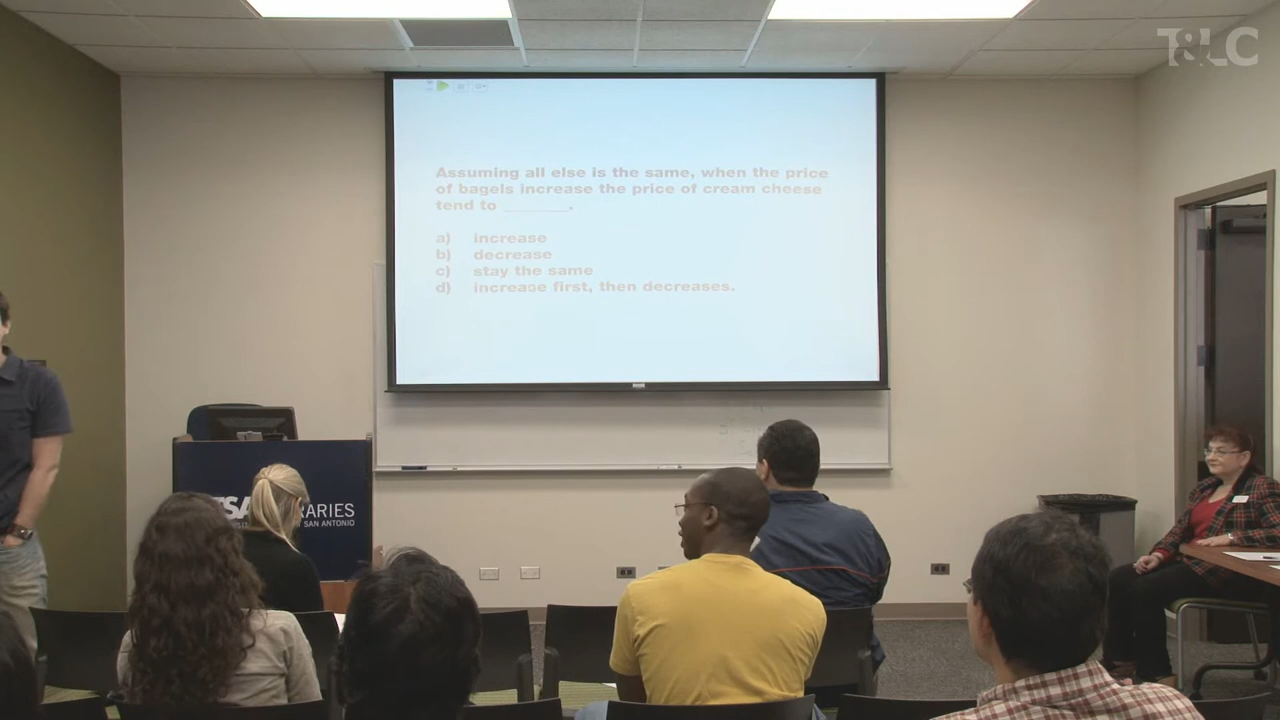 T&LC
Assuming all else is the same, when the price
of bagels increase the price of cream cheese
tend to ________.
a) increase
b) decrease
c) stay the same
d) increase first, then decreases.
SAN ANTONIO